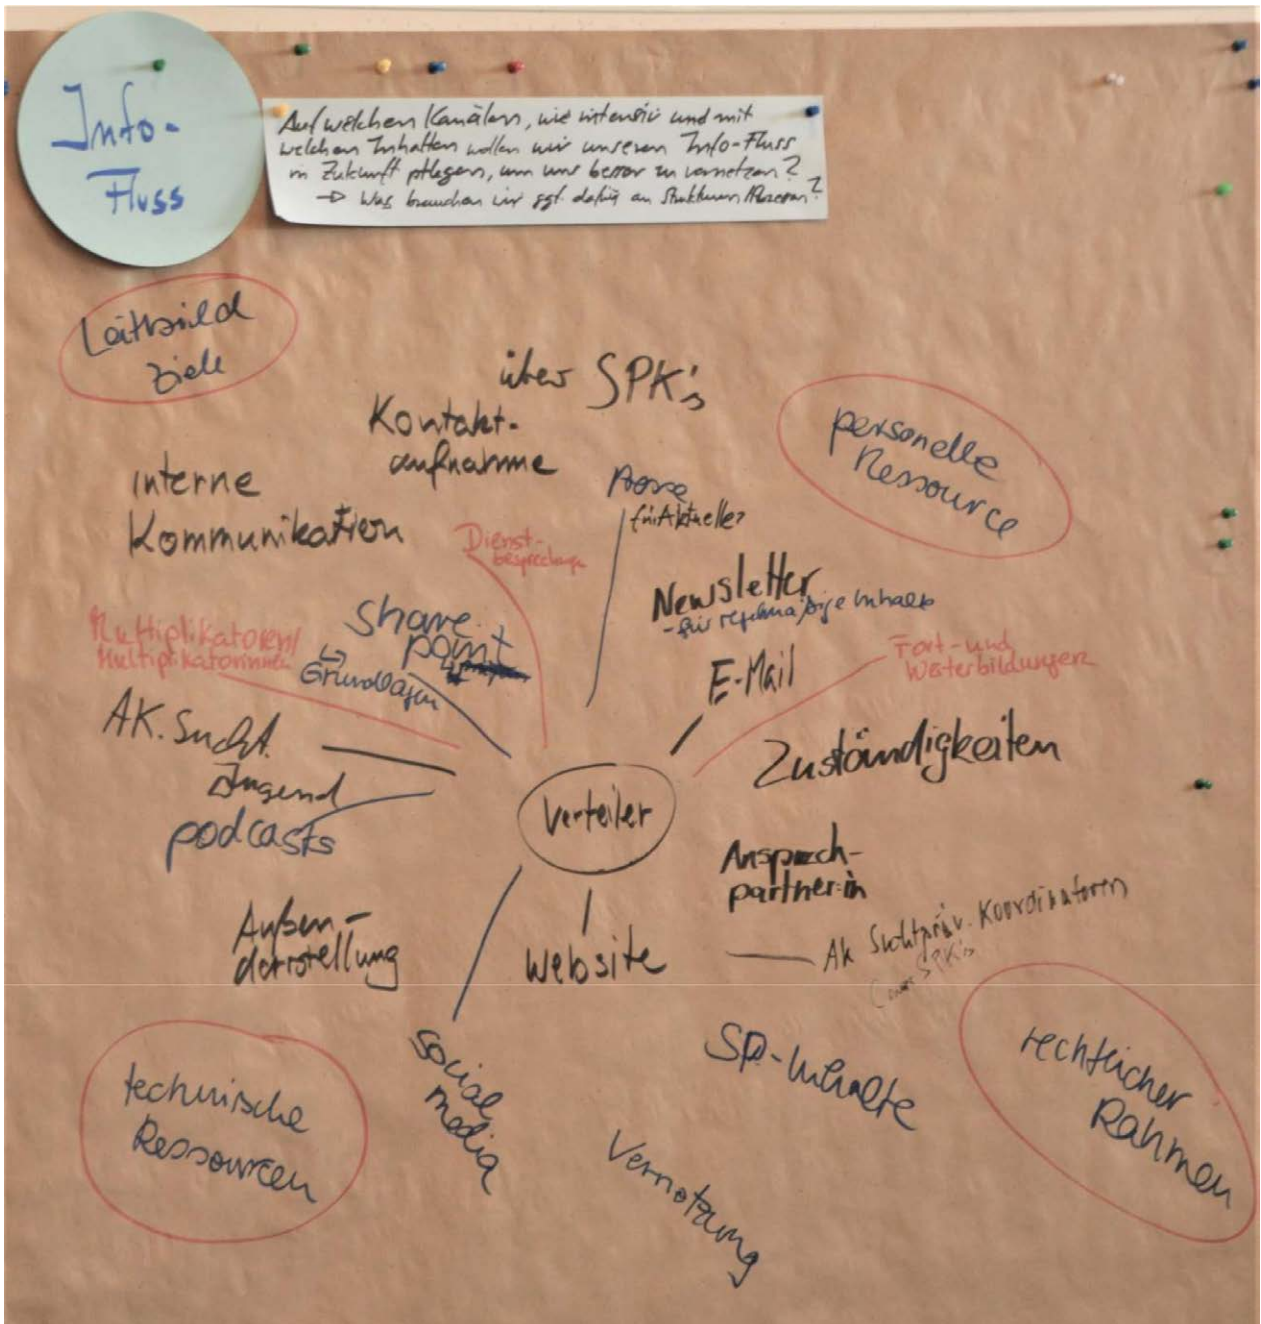 Info-
Fluss
Auf welchen Kanälen, wie intensiv und mit
welchen Inhalten wollen wir unseren Info-Fluss
in Zukunft pflegen, um uns besser zu vernetzen?
→ Was brauchen wir ggf. dafür an Strukturen/Prozessen?
Leitbild
Ziele
über SPK's
Kontakt-
aufnahme
personelle
Ressource
interne
Kommunikation
Presse
für Aktuelles
Dienst-
besprechungen
Newsletter
- für regelmäßige Inhalte
Multiplikatoren/
Multiplikatorinnen
Share
point
↳
Grundlagen
E-Mail
Fort- und
Weiterbildungen
AK. Sucht.
Jugend
podcasts
Zuständigkeiten
Verteiler
Ansprech-
partner:in
Außen-
darstellung
Website
AK Suchtpräv. Koordinatoren
SPK's
technische
Ressourcen
social
media
SP-Inhalte
rechtlicher
Rahmen
Vernetzung